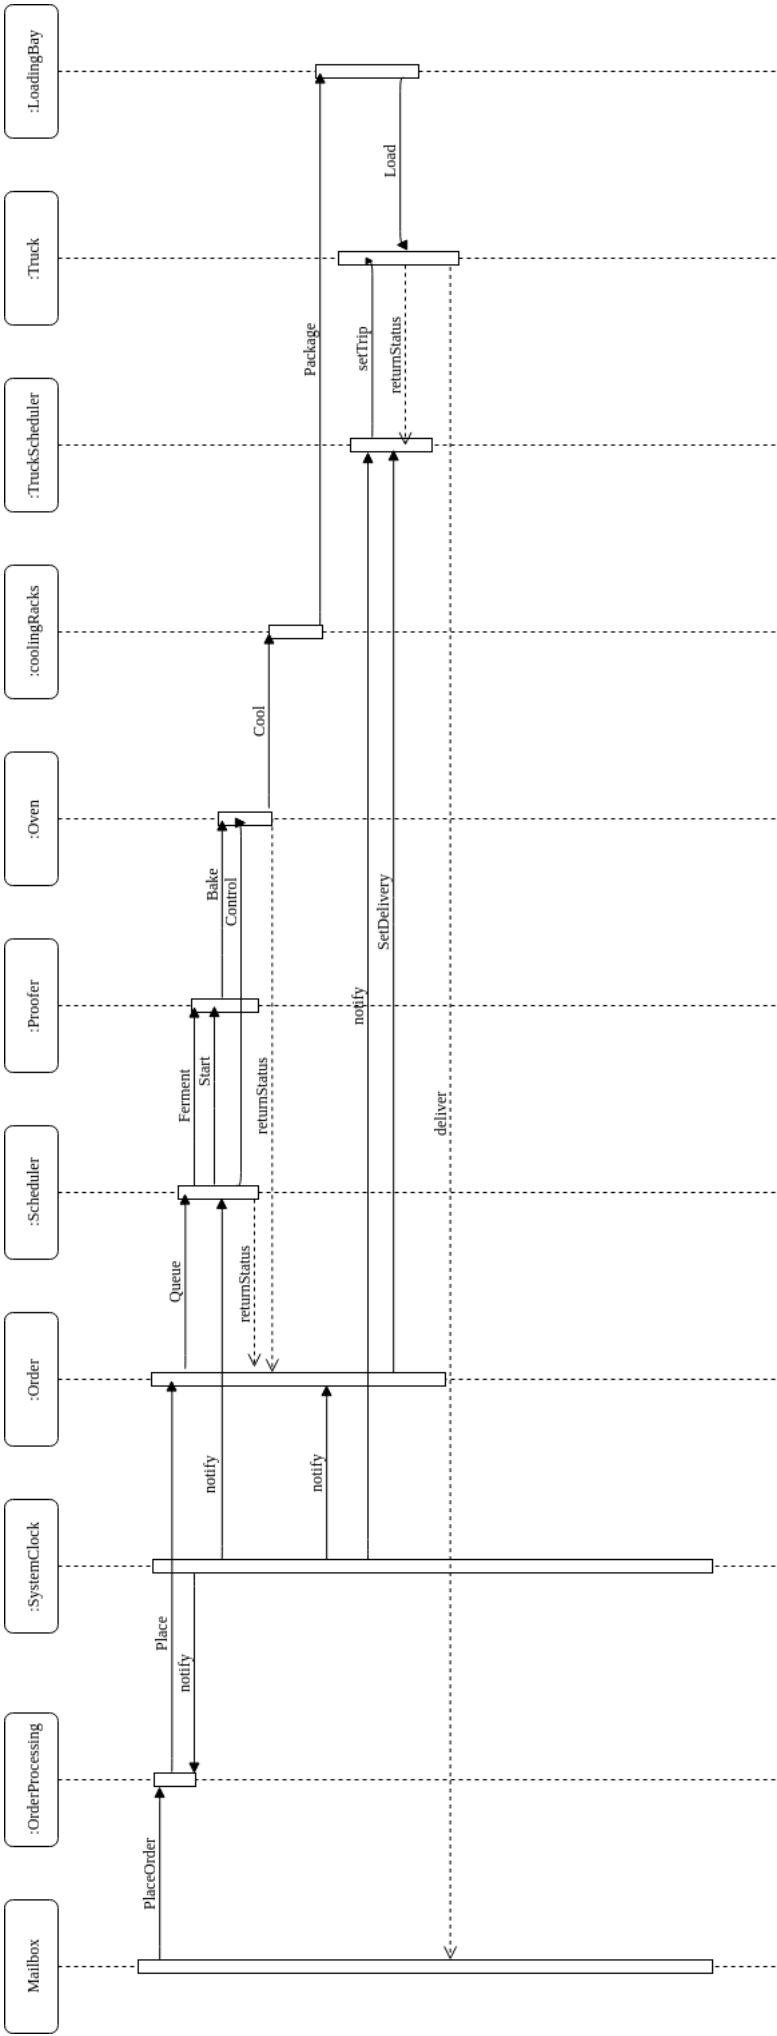 Mailbox
:OrderProcessing
:SystemClock
:Order
:Scheduler
:Proofer
:Oven
:coolingRacks
:TruckScheduler
:Truck
:LoadingBay
PlaceOrder
Place
Queue
notify
Ferment
Start
notify
Bake
Control
returnStatus
Cool
returnStatus
Package
notify
notify
setTrip
SetDelivery
Load
returnStatus
deliver